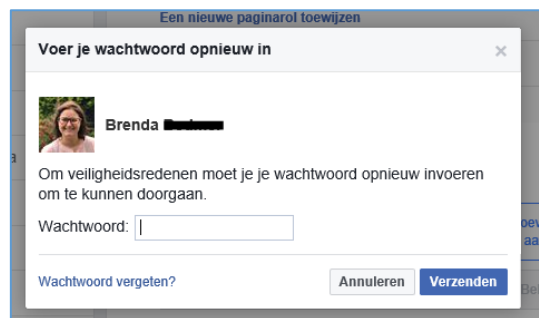 Een nieuwe paginarol toewijzen
Voer je wachtwoord opnieuw in
×
Brenda
Om veiligheidsredenen moet je je wachtwoord opnieuw invoeren
om te kunnen doorgaan.
Wachtwoord:
Wachtwoord vergeten?
Annuleren
Verzenden